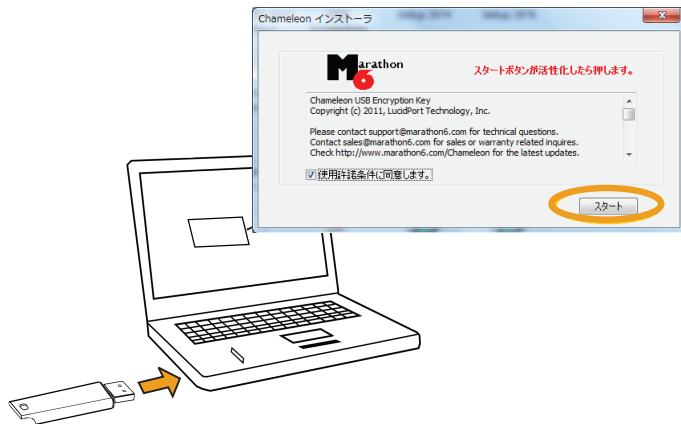 Chameleon インストーラ
Marathon
6
スタートボタンが活性化したら押します。
Chameleon USB Encryption Key
Copyright (c) 2011, LucidPort Technology, Inc.
Please contact support@marathon6.com for technical questions.
Contact sales@marathon6.com for sales or warranty related inquires.
Check http://www.marathon6.com/Chameleon for the latest updates.
使用許諾条件に同意します。
スタート